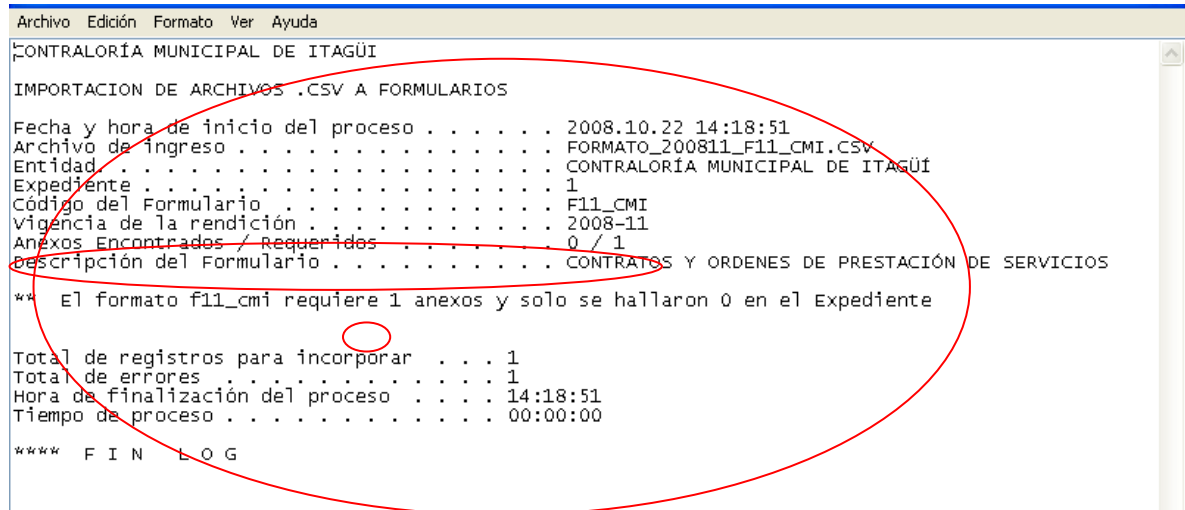 Archivo Edición Formato Ver Ayuda
CONTRALORÍA MUNICIPAL DE ITAGÜI
IMPORTACION DE ARCHIVOS .CSV A FORMULARIOS
Fecha y hora de inicio del proceso . . . . . . 2008.10.22 14:18:51
Archivo de ingreso . . . . . . . . . . . . . . FORMATO_200811_F11_CMI.CSV
Entidad. . . . . . . . . . . . . . . . . . . . CONTRALORÍA MUNICIPAL DE ITAGÜÍ
Expediente . . . . . . . . . . . . . . . . . . 1
Código del Formulario . . . . . . . . . . . . F11_CMI
Vigencia de la rendición . . . . . . . . . . . 2008-11
Anexos Encontrados / Requeridos . . . . . . . 0 / 1
Descripción del Formulario . . . . . . . . . . CONTRATOS Y ORDENES DE PRESTACIÓN DE SERVICIOS
** El formato f11_cmi requiere 1 anexos y solo se hallaron 0 en el Expediente
Total de registros para incorporar . . . 1
Total de errores . . . . . . . . . . . . 1
Hora de finalización del proceso . . . . 14:18:51
Tiempo de proceso . . . . . . . . . . . 00:00:00
**** F I N L O G